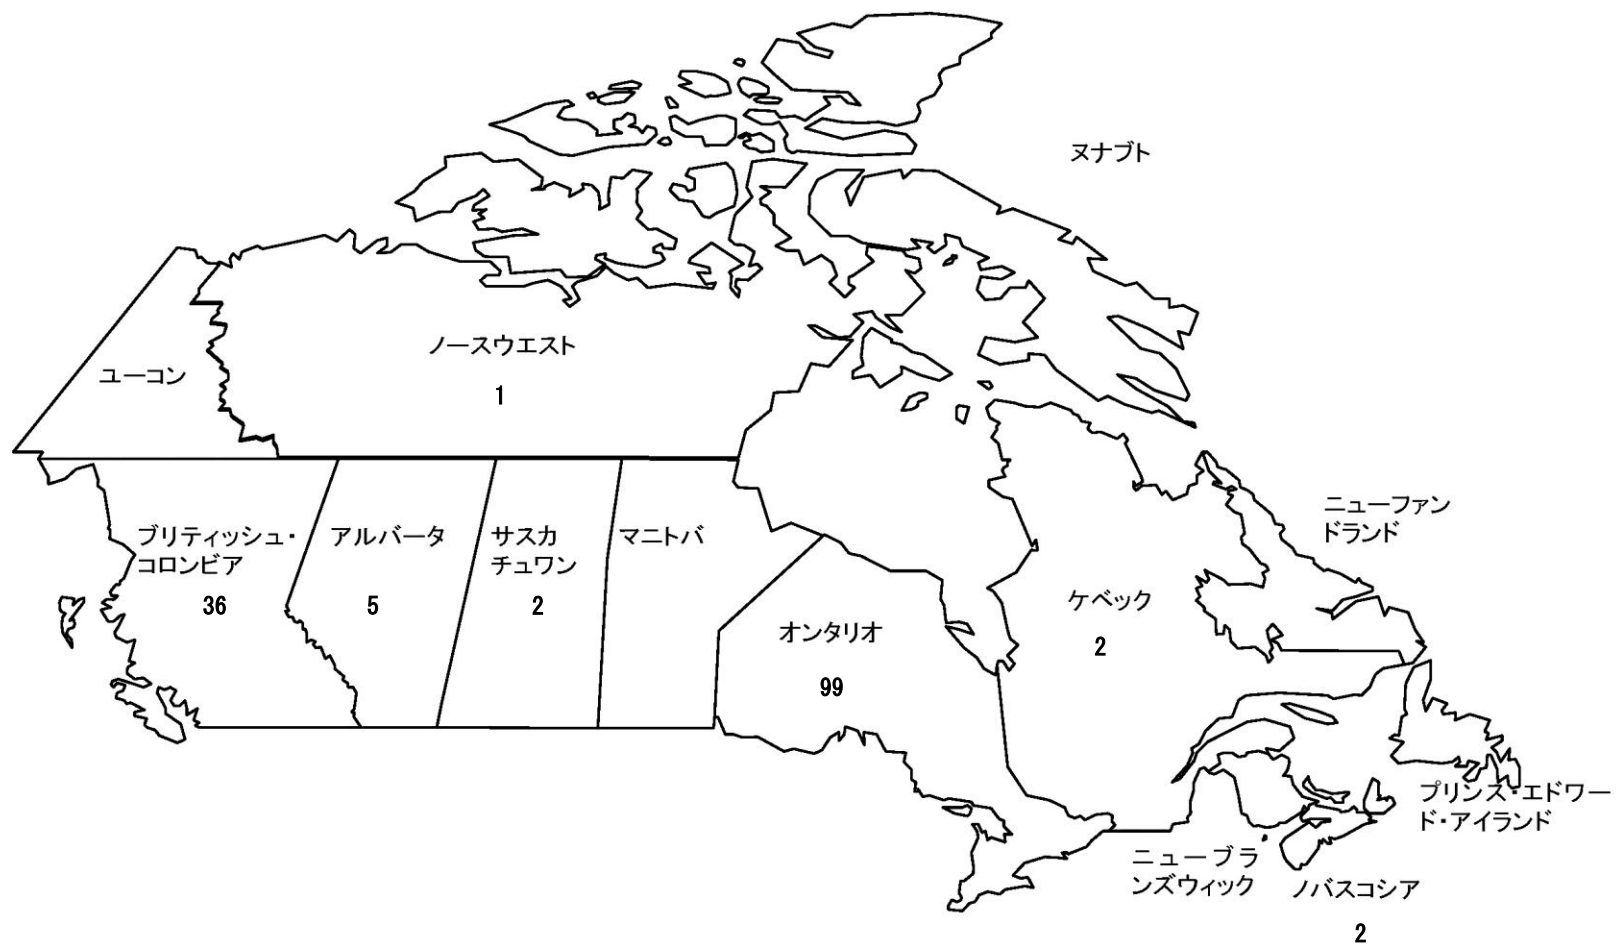 ヌナブト
ノースウエスト
1
ユーコン
ブリティッシュ・
コロンビア
36
アルバータ
5
サスカ
チュワン
2
マニトバ
オンタリオ
99
ケベック
2
ニューファン
ドランド
プリンス・エドワー
ド・アイランド
ニューブラ
ンズウィック
ノバスコシア
2